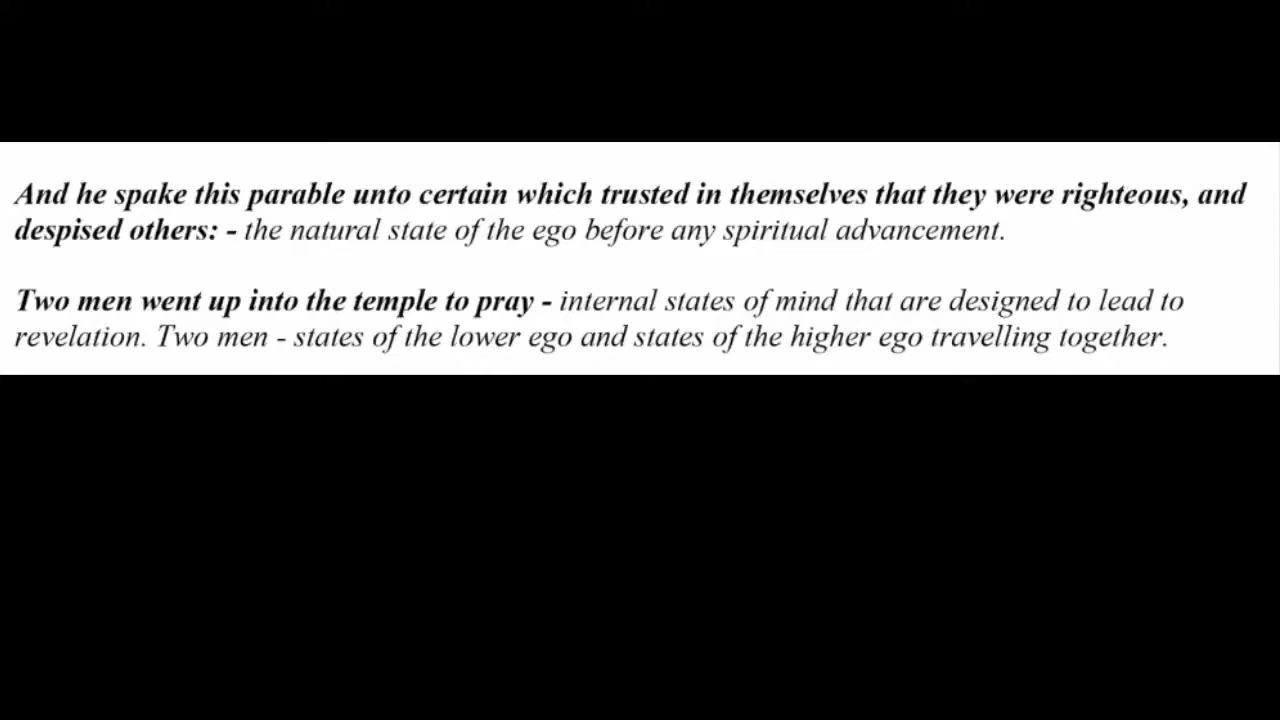 And he spake this parable unto certain which trusted in themselves that they were righteous, and
despised others: - the natural state of the ego before any spiritual advancement.
Two men went up into the temple to pray - internal states of mind that are designed to lead to
revelation. Two men - states of the lower ego and states of the higher ego travelling together.